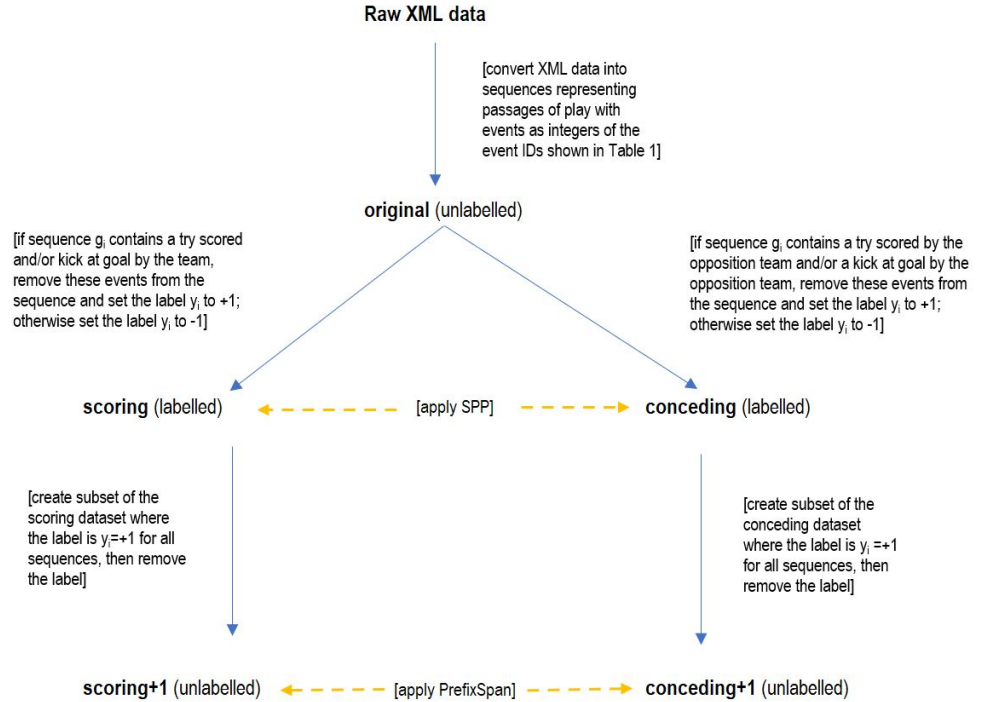 Raw XML data
[convert XML data into
sequences representing
passages of play with
events as integers of the
event IDs shown in Table 1]
original (unlabelled)
[if sequence gᵢ contains a try scored
and/or kick at goal by the team,
remove these events from the
sequence and set the label yᵢ to +1;
otherwise set the label yᵢ to -1]
[if sequence gᵢ contains a try scored by the
opposition team and/or a kick at goal by the
opposition team, remove these events from
the sequence and set the label yᵢ to +1;
otherwise set the label yᵢ to -1]
scoring (labelled)
[apply SPP]
conceding (labelled)
[create subset of the
scoring dataset where
the label is yᵢ=+1 for all
sequences, then remove
the label]
[create subset of the
conceding dataset
where the label is yᵢ =+1
for all sequences, then
remove the label]
scoring+1 (unlabelled)
[apply PrefixSpan]
conceding+1 (unlabelled)